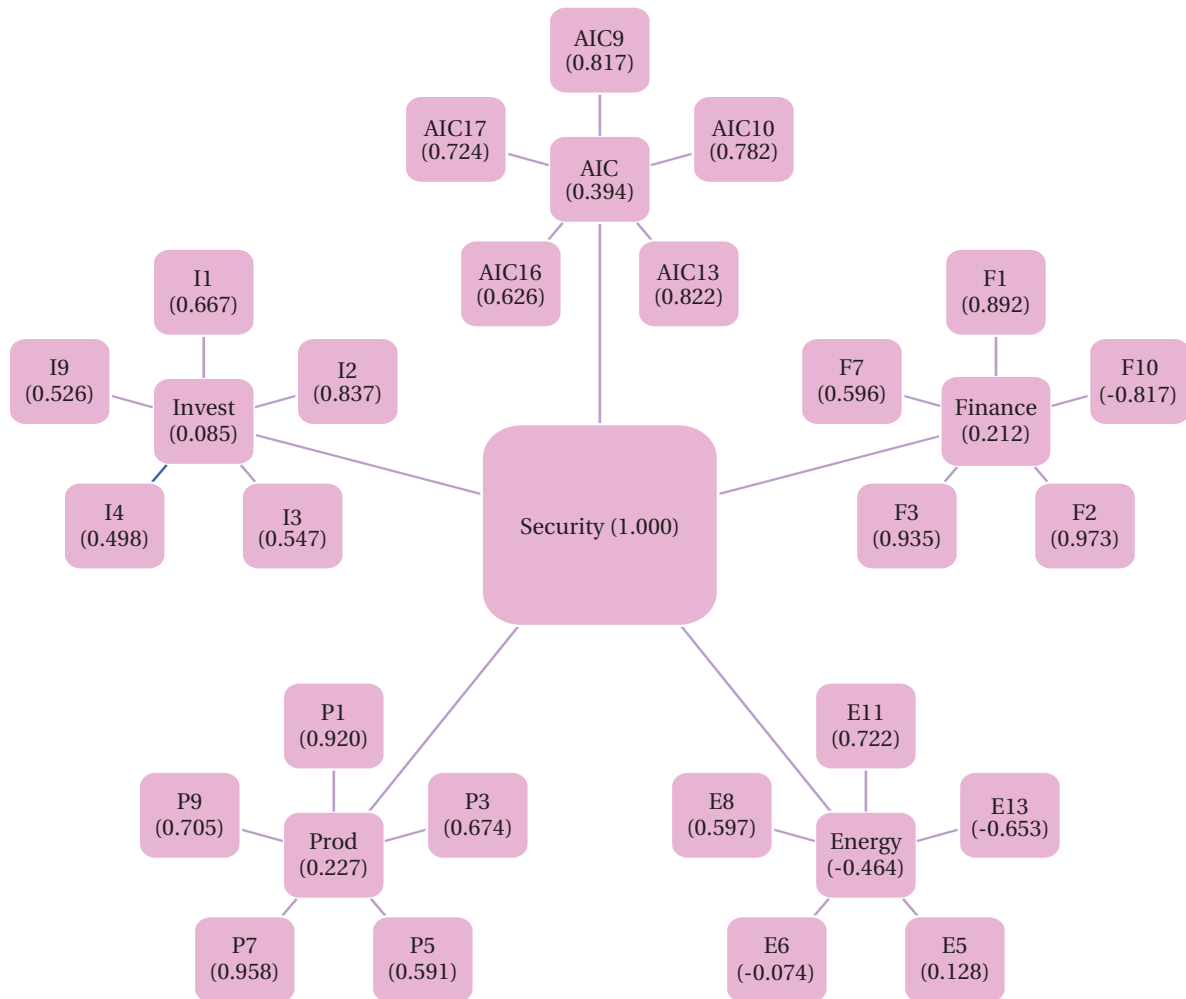 AIC9
(0.817)
AIC17
(0.724)
AIC10
(0.782)
AIC
(0.394)
AIC16
(0.626)
AIC13
(0.822)
I1
(0.667)
I9
(0.526)
I2
(0.837)
Invest
(0.085)
I4
(0.498)
I3
(0.547)
F1
(0.892)
F7
(0.596)
F10
(-0.817)
Finance
(0.212)
F3
(0.935)
F2
(0.973)
Security (1.000)
P1
(0.920)
P9
(0.705)
P3
(0.674)
Prod
(0.227)
P7
(0.958)
P5
(0.591)
E11
(0.722)
E8
(0.597)
E13
(-0.653)
Energy
(-0.464)
E6
(-0.074)
E5
(0.128)